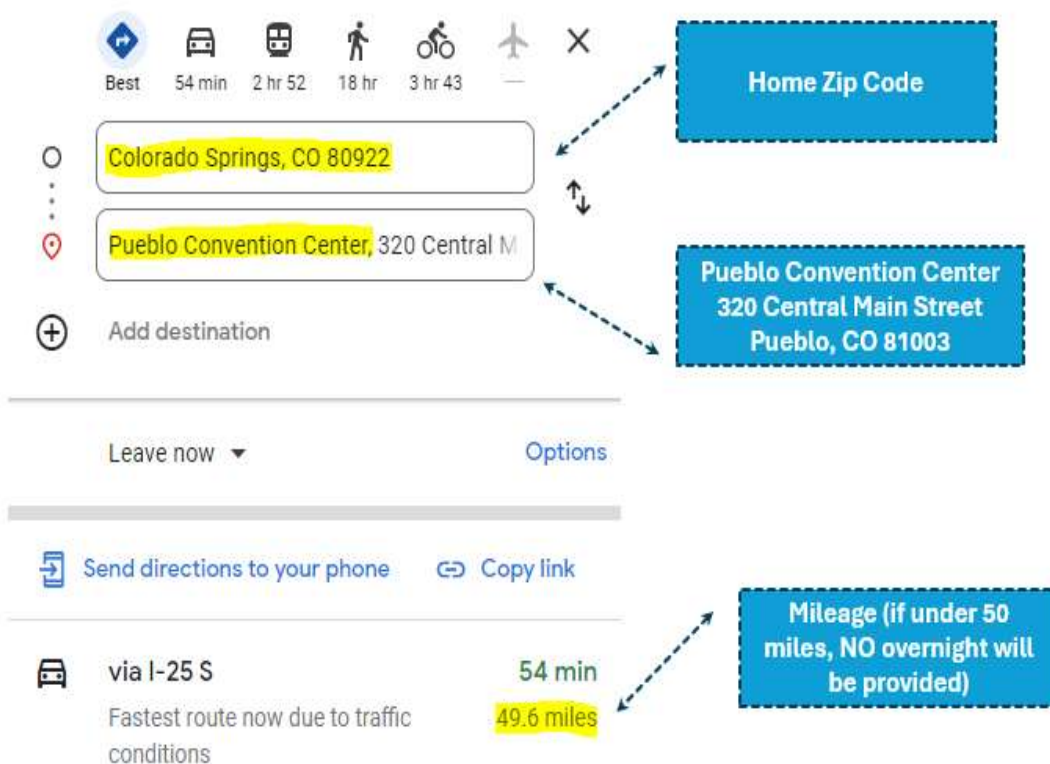 Best
54 min
2 hr 52
18 hr
3 hr 43
—
Home Zip Code
Colorado Springs, CO 80922
Pueblo Convention Center, 320 Central M
Pueblo Convention Center
320 Central Main Street
Pueblo, CO 81003
Add destination
Leave now
Options
Send directions to your phone
Copy link
via I-25 S
54 min
Fastest route now due to traffic
conditions
49.6 miles
Mileage (if under 50
miles, NO overnight will
be provided)